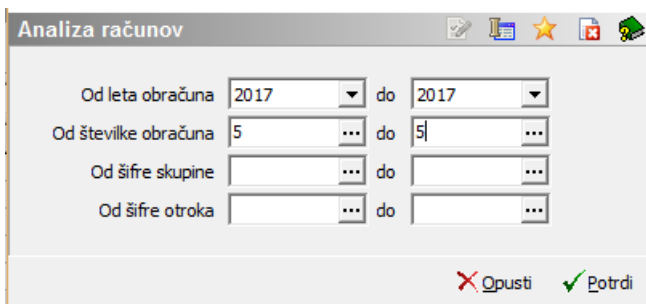 Analiza računov
Od leta obračuna 2017 do 2017
Od številke obračuna 5 do 5
Od šifre skupine do
Od šifre otroka do
Opusti Potrdi